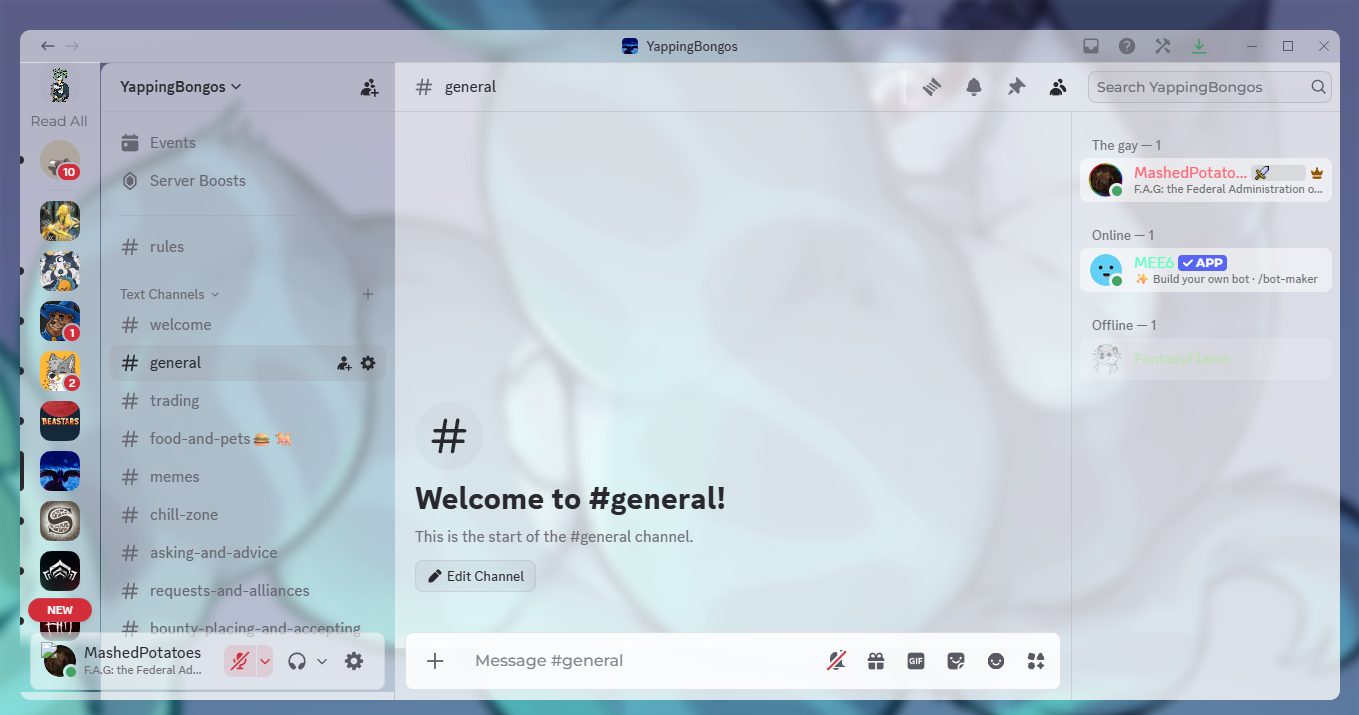 YappingBongos
Read All
10
1
2
BEASTARS
NEW
YappingBongos
Events
Server Boosts
rules
Text Channels
welcome
general
trading
food-and-pets🍔🐕
memes
chill-zone
asking-and-advice
requests-and-alliances
bounty-placing-and-accepting
MashedPotatoes
F.A.G: the Federal Ad...
general
Search YappingBongos
Welcome to #general!
This is the start of the #general channel.
Edit Channel
Message #general
GIF
The gay — 1
MashedPotato...
F.A.G: the Federal Administration o...
Online — 1
MEE6 ✓ APP
✨ Build your own bot · /bot-maker
Offline — 1
FantasyFlame